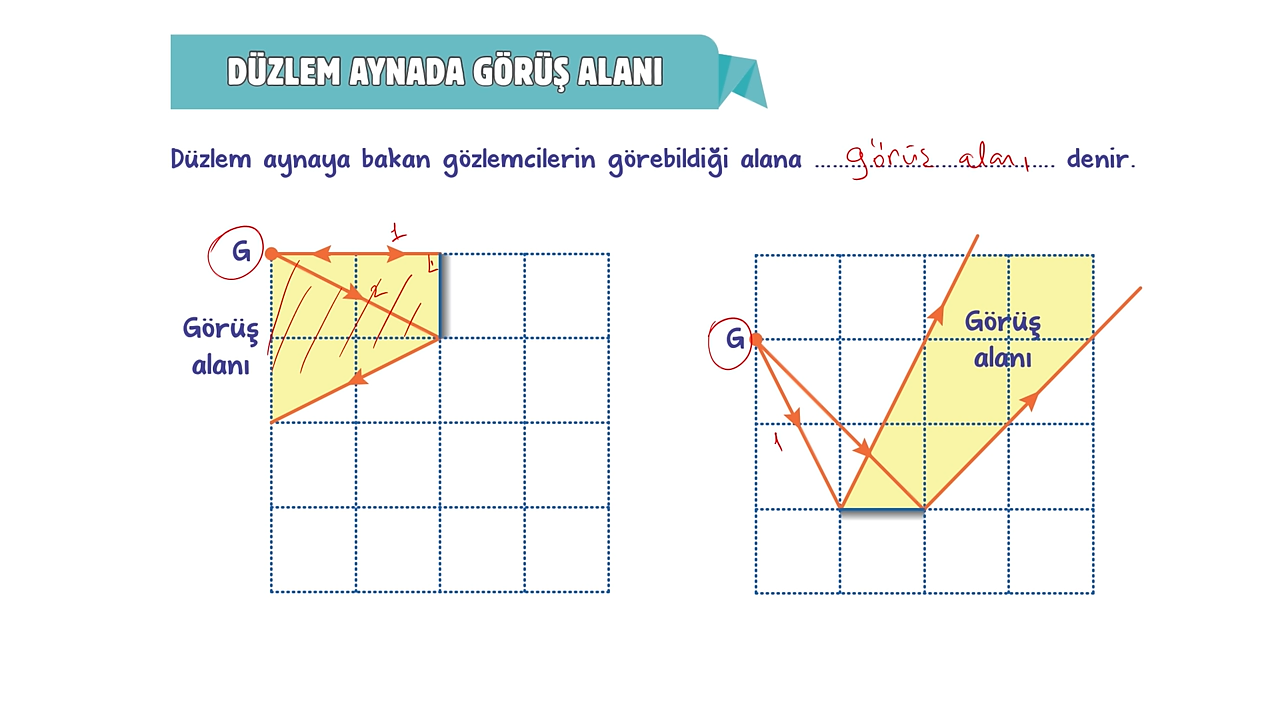 DÜZLEM AYNADA GÖRÜŞ ALANI
Düzlem aynaya bakan gözlemcilerin görebildiği alana ...görüş alanı... denir.
G
1
2
Görüş
alanı
G
1
Görüş
alanı